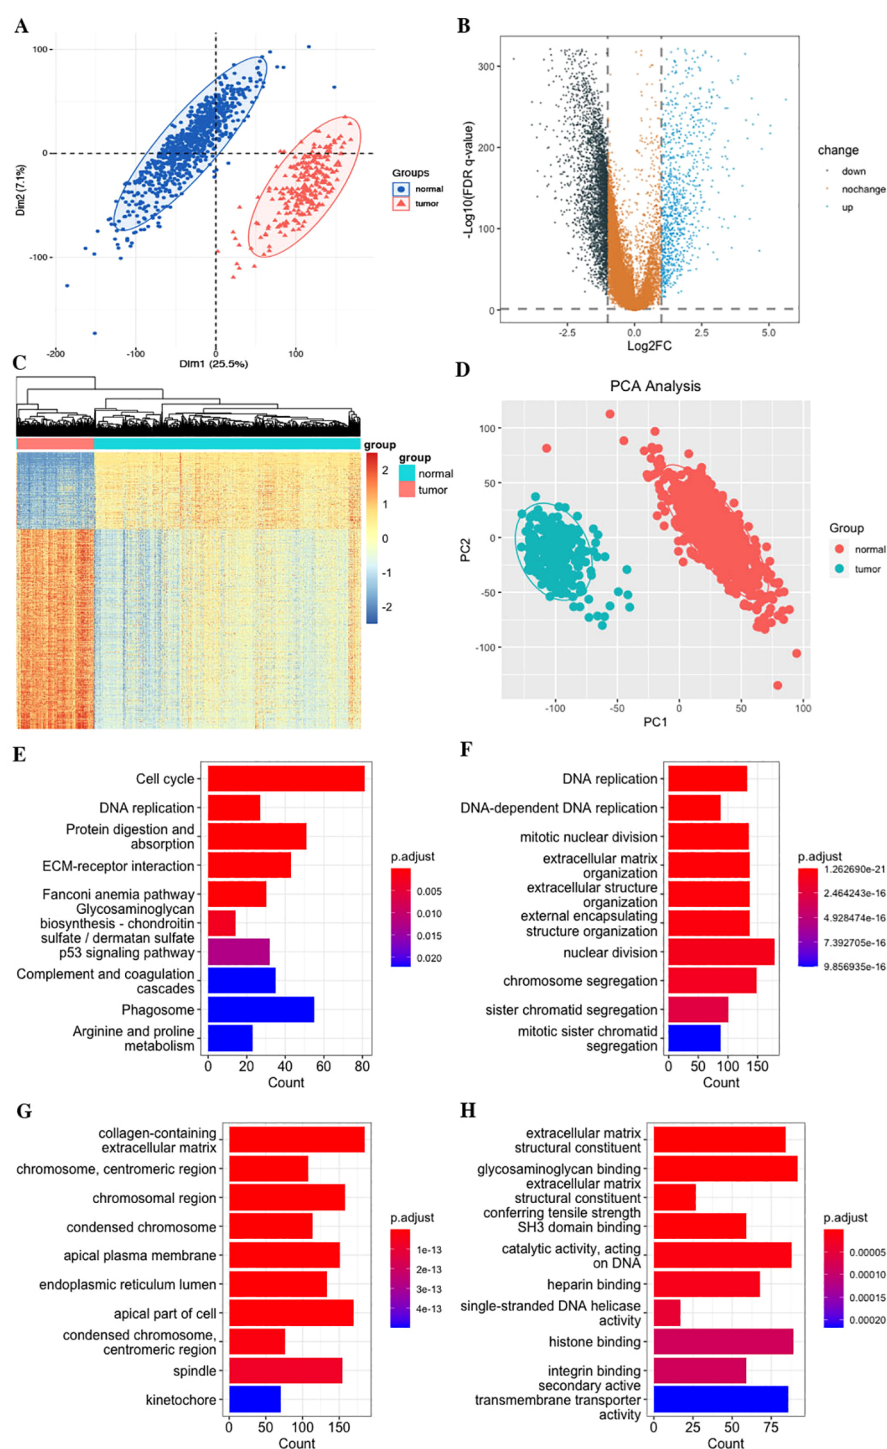 A
100
0
-100
-200
-100
0
100
Dim2 (7.1%)
Dim1 (25.5%)
Groups
normal
tumor
B
300
200
100
0
-2.5
0.0
2.5
5.0
-Log10(FDR q-value)
Log2FC
change
down
nochange
up
C
group
2
1
0
-1
-2
group
normal
tumor
D
PCA Analysis
100
50
0
-50
-100
-100
-50
0
50
100
PC2
PC1
Group
normal
tumor
E
Cell cycle
DNA replication
Protein digestion and
absorption
ECM-receptor interaction
Fanconi anemia pathway
Glycosaminoglycan
biosynthesis - chondroitin
sulfate / dermatan sulfate
p53 signaling pathway
Complement and coagulation
cascades
Phagosome
Arginine and proline
metabolism
0
20
40
60
80
Count
p.adjust
0.005
0.010
0.015
0.020
F
DNA replication
DNA-dependent DNA replication
mitotic nuclear division
extracellular matrix
organization
extracellular structure
organization
external encapsulating
structure organization
nuclear division
chromosome segregation
sister chromatid segregation
mitotic sister chromatid
segregation
0
50
100
150
Count
p.adjust
1.262690e-21
2.464243e-16
4.928474e-16
7.392705e-16
9.856935e-16
G
collagen-containing
extracellular matrix
chromosome, centromeric region
chromosomal region
condensed chromosome
apical plasma membrane
endoplasmic reticulum lumen
apical part of cell
condensed chromosome,
centromeric region
spindle
kinetochore
0
50
100
150
Count
p.adjust
1e-13
2e-13
3e-13
4e-13
H
extracellular matrix
structural constituent
glycosaminoglycan binding
extracellular matrix
structural constituent
conferring tensile strength
SH3 domain binding
catalytic activity, acting
on DNA
heparin binding
single-stranded DNA helicase
activity
histone binding
integrin binding
secondary active
transmembrane transporter
activity
0
25
50
75
Count
p.adjust
0.00005
0.00010
0.00015
0.00020